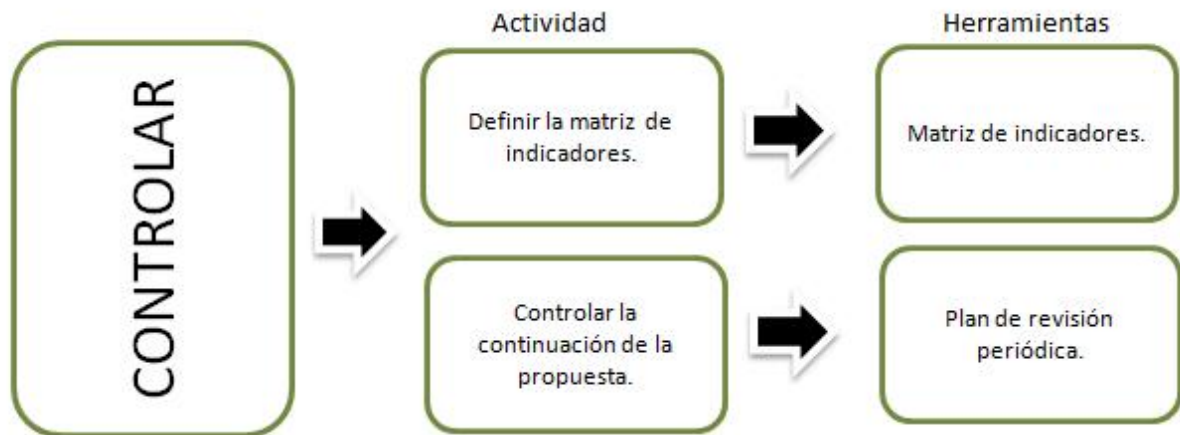 Actividad
Herramientas
CONTROLAR
Definir la matriz de
indicadores.
Matriz de indicadores.
Controlar la
continuación de la
propuesta.
Plan de revisión
periódica.